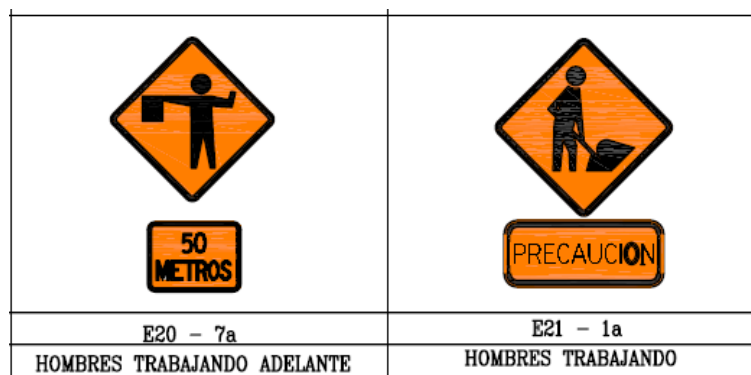 50
METROS
PRECAUCION
E20 - 7a
E21 - 1a
HOMBRES TRABAJANDO ADELANTE
HOMBRES TRABAJANDO